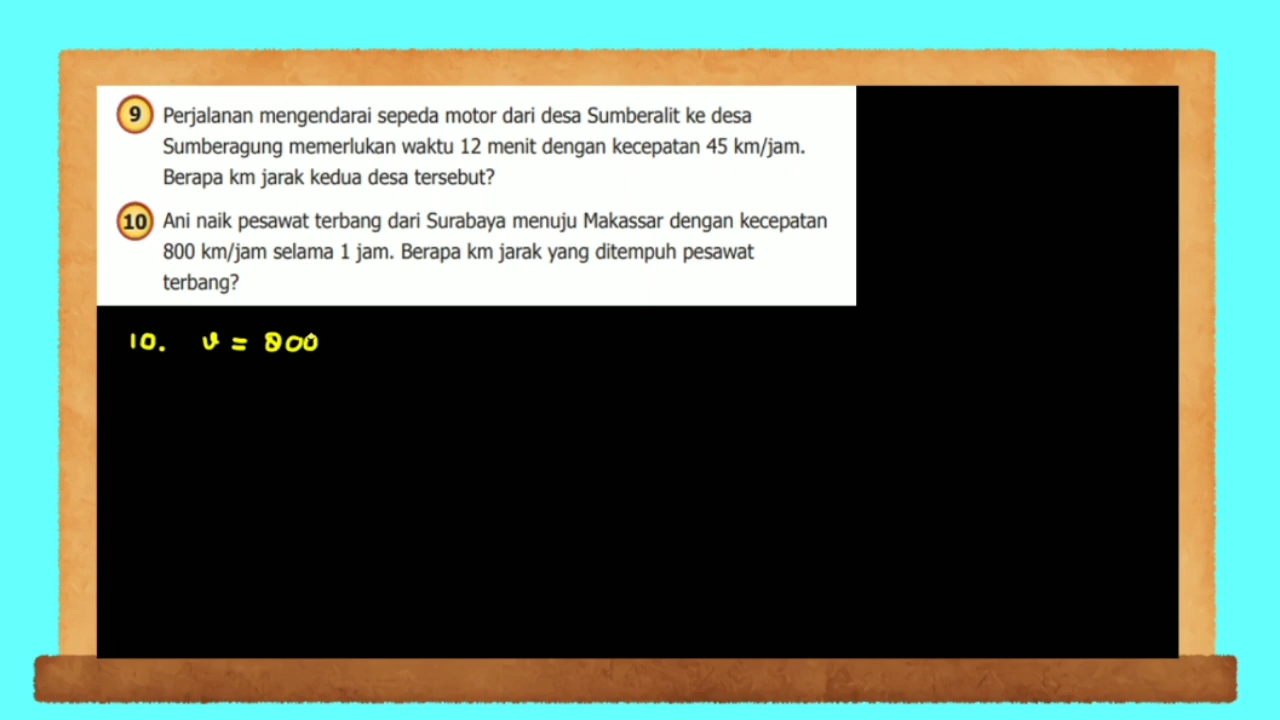 9 Perjalanan mengendarai sepeda motor dari desa Sumberalit ke desa
Sumberagung memerlukan waktu 12 menit dengan kecepatan 45 km/jam.
Berapa km jarak kedua desa tersebut?
10 Ani naik pesawat terbang dari Surabaya menuju Makassar dengan kecepatan
800 km/jam selama 1 jam. Berapa km jarak yang ditempuh pesawat
terbang?
10. v = 800